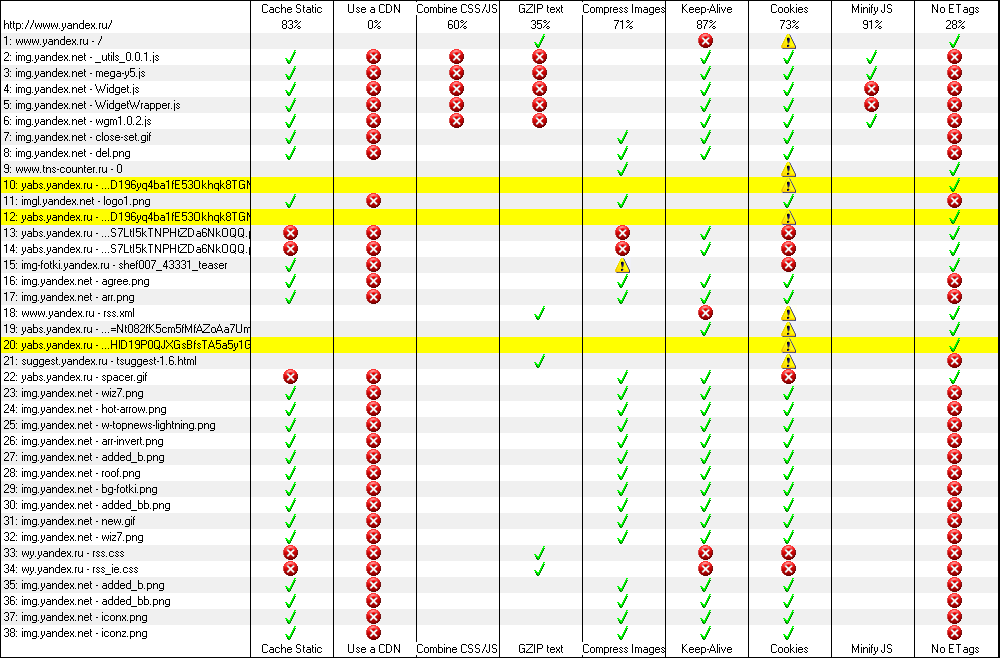 Cache Static Use a CDN Combine CSS/JS GZIP text Compress Images Keep-Alive Cookies Minify JS No ETags
http://www.yandex.ru/ 83% 0% 60% 35% 71% 87% 73% 91% 28%
1: www.yandex.ru - /
2: img.yandex.net - _utils_0.0.1.js
3: img.yandex.net - mega-y5.js
4: img.yandex.net - Widget.js
5: img.yandex.net - WidgetWrapper.js
6: img.yandex.net - wgm1.0.2.js
7: img.yandex.net - close-set.gif
8: img.yandex.net - del.png
9: www.tns-counter.ru - 0
10: yabs.yandex.ru - ...D196yq4ba1fE53Okhqk8TGN
11: imgl.yandex.net - logo1.png
12: yabs.yandex.ru - ...D196yq4ba1fE53Okhqk8TGN
13: yabs.yandex.ru - ...S7LtI5kTNPHtZDa6NkOQQ.p
14: yabs.yandex.ru - ...S7LtI5kTNPHtZDa6NkOQQ.p
15: img-fotki.yandex.ru - shef007_43331_teaser
16: img.yandex.net - agree.png
17: img.yandex.net - arr.png
18: www.yandex.ru - rss.xml
19: yabs.yandex.ru - ...=Nt082fK5cm5fMfAZoAa7Um
20: yabs.yandex.ru - ...HID19P0QJXGsBfsTA5a5y1G
21: suggest.yandex.ru - tsuggest-1.6.html
22: yabs.yandex.ru - spacer.gif
23: img.yandex.net - wiz7.png
24: img.yandex.net - hot-arrow.png
25: img.yandex.net - w-topnews-lightning.png
26: img.yandex.net - arr-invert.png
27: img.yandex.net - added_b.png
28: img.yandex.net - roof.png
29: img.yandex.net - bg-fotki.png
30: img.yandex.net - added_bb.png
31: img.yandex.net - new.gif
32: img.yandex.net - wiz7.png
33: wy.yandex.ru - rss.css
34: wy.yandex.ru - rss_ie.css
35: img.yandex.net - added_b.png
36: img.yandex.net - added_bb.png
37: img.yandex.net - iconx.png
38: img.yandex.net - iconz.png
Cache Static Use a CDN Combine CSS/JS GZIP text Compress Images Keep-Alive Cookies Minify JS No ETags